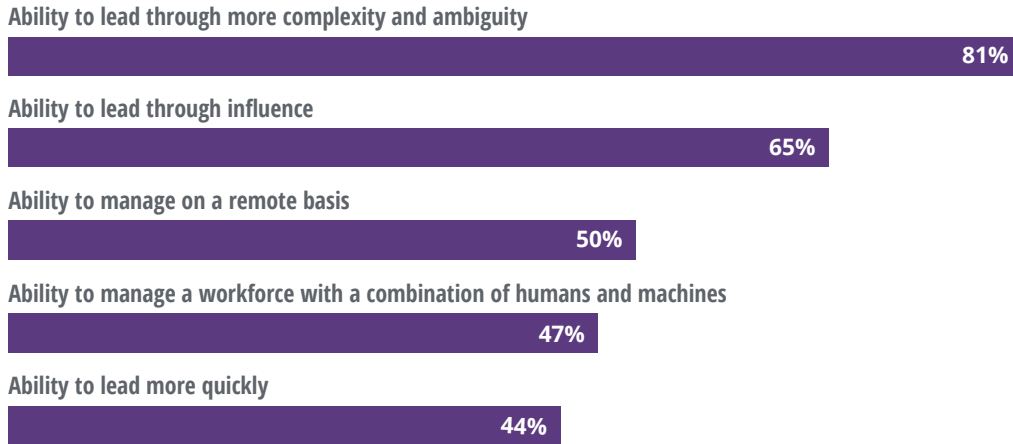 Ability to lead through more complexity and ambiguity
81%
Ability to lead through influence
65%
Ability to manage on a remote basis
50%
Ability to manage a workforce with a combination of humans and machines
47%
Ability to lead more quickly
44%